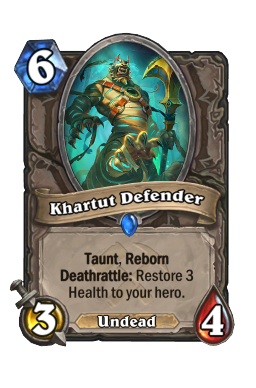 6
Khartut Defender
Taunt, Reborn
Deathrattle: Restore 3
Health to your hero.
3
Undead
4